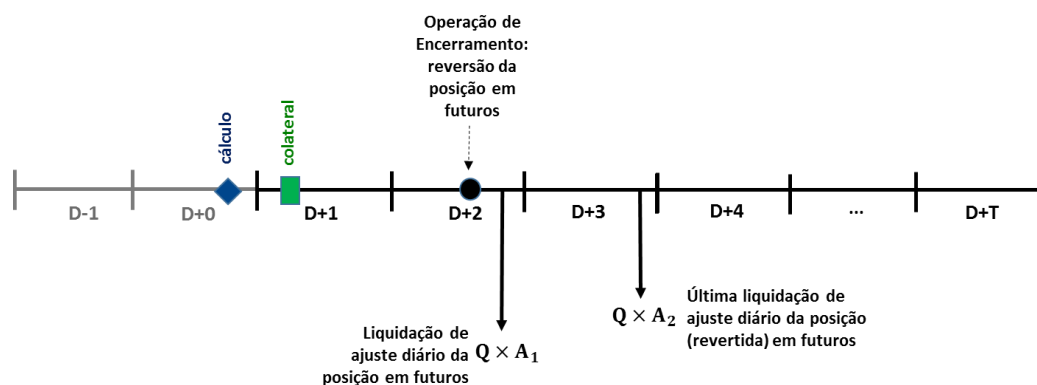 Operação de
Encerramento:
reversão da
posição em
futuros
cálculo
colateral
D-1
D+0
D+1
D+2
D+3
D+4
...
D+T
Liquidação de
ajuste diário da
posição em futuros
Q × A₁
Q × A₂
Última liquidação de
ajuste diário da posição
(revertida) em futuros